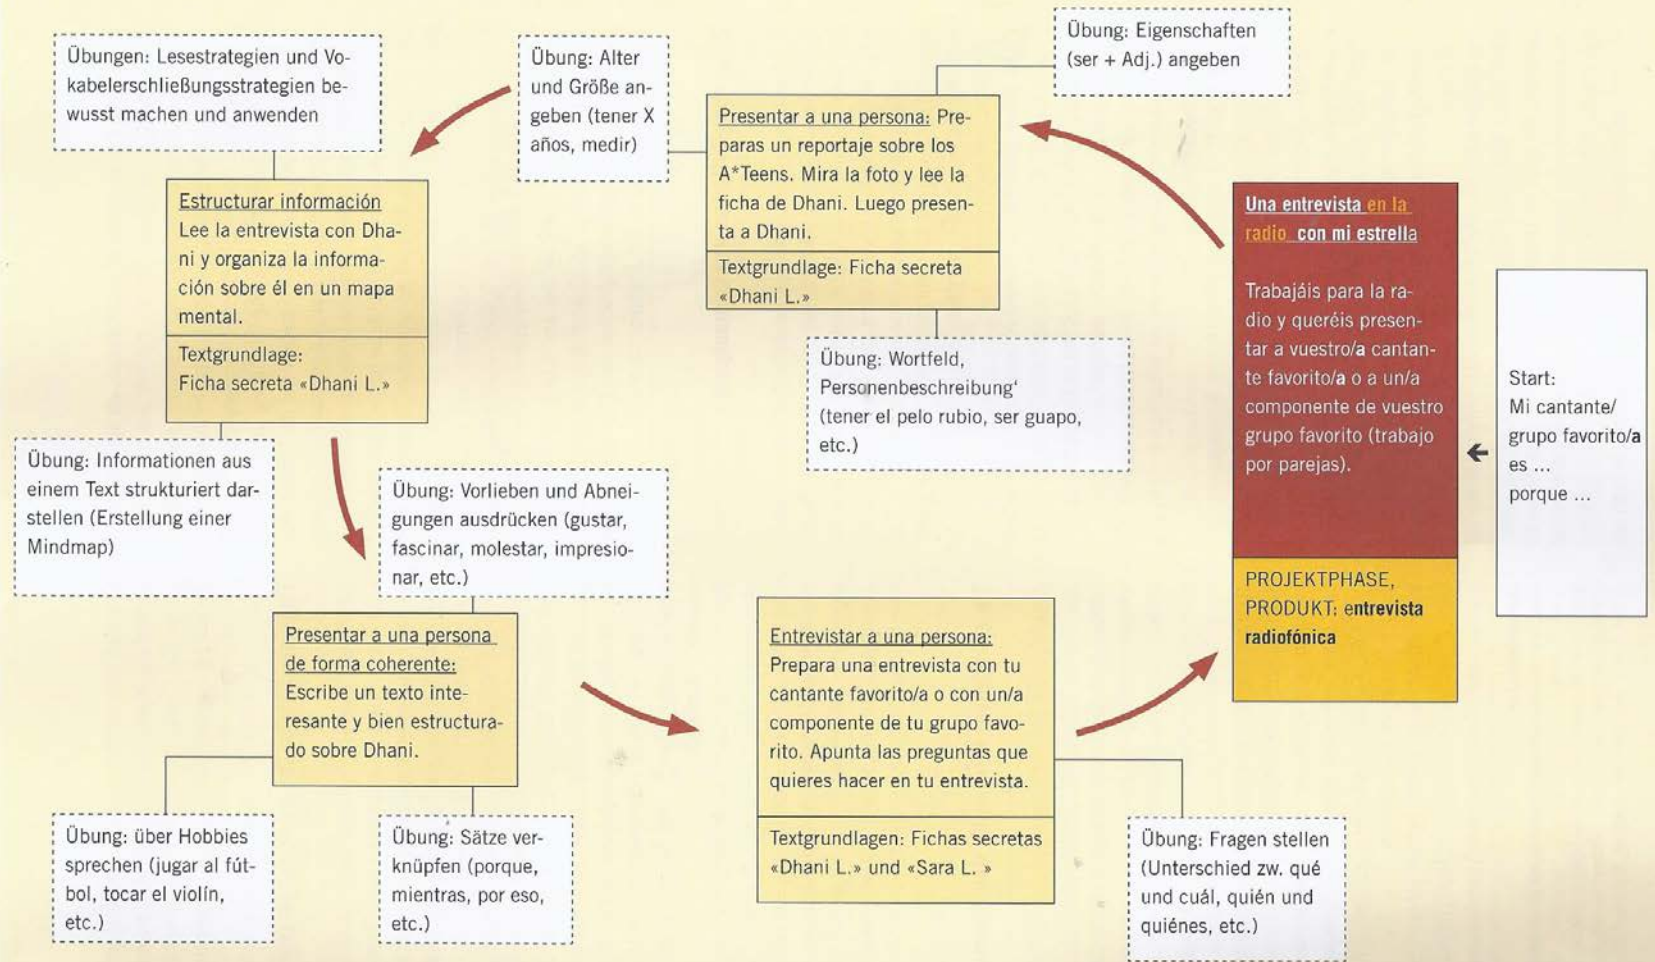 Übung: Eigenschaften
(ser + Adj.) angeben
Übungen: Lesestrategien und Vo-
kabelerschließungsstrategien be-
wusst machen und anwenden
Übung: Alter
und Größe an-
geben (tener X
años, medir)
Presentar a una persona: Pre-
paras un reportaje sobre los
A*Teens. Mira la foto y lee la
ficha de Dhani. Luego presen-
ta a Dhani.
Textgrundlage: Ficha secreta
«Dhani L.»
Estructurar información
Lee la entrevista con Dha-
ni y organiza la informa-
ción sobre él en un mapa
mental.
Textgrundlage:
Ficha secreta «Dhani L.»
Una entrevista en la
radio con mi estrella
Trabajáis para la ra-
dio y queréis presen-
tar a vuestro/a cantan-
te favorito/a o a un/a
componente de vuestro
grupo favorito (trabajo
por parejas).
PROJEKTPHASE,
PRODUKT: entrevista
radiofónica
Start:
Mi cantante/
grupo favorito/a
es ...
porque ...
Übung: Wortfeld,
Personenbeschreibung‘
(tener el pelo rubio, ser guapo,
etc.)
Übung: Informationen aus
einem Text strukturiert dar-
stellen (Erstellung einer
Mindmap)
Übung: Vorlieben und Abnei-
gungen ausdrücken (gustar,
fascinar, molestar, impresio-
nar, etc.)
Presentar a una persona
de forma coherente:
Escribe un texto inte-
resante y bien estructura-
do sobre Dhani.
Entrevistar a una persona:
Prepara una entrevista con tu
cantante favorito/a o con un/a
componente de tu grupo favo-
rito. Apunta las preguntas que
quieres hacer en tu entrevista.
Textgrundlagen: Fichas secretas
«Dhani L.» und «Sara L. »
Übung: über Hobbies
sprechen (jugar al fút-
bol, tocar el violín,
etc.)
Übung: Sätze ver-
knüpfen (porque,
mientras, por eso,
etc.)
Übung: Fragen stellen
(Unterschied zw. qué
und cuál, quién und
quiénes, etc.)